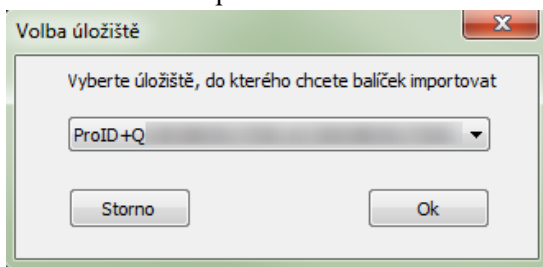 Volba úložiště
Vyberte úložiště, do kterého chcete balíček importovat
ProID+Q
Storno
Ok